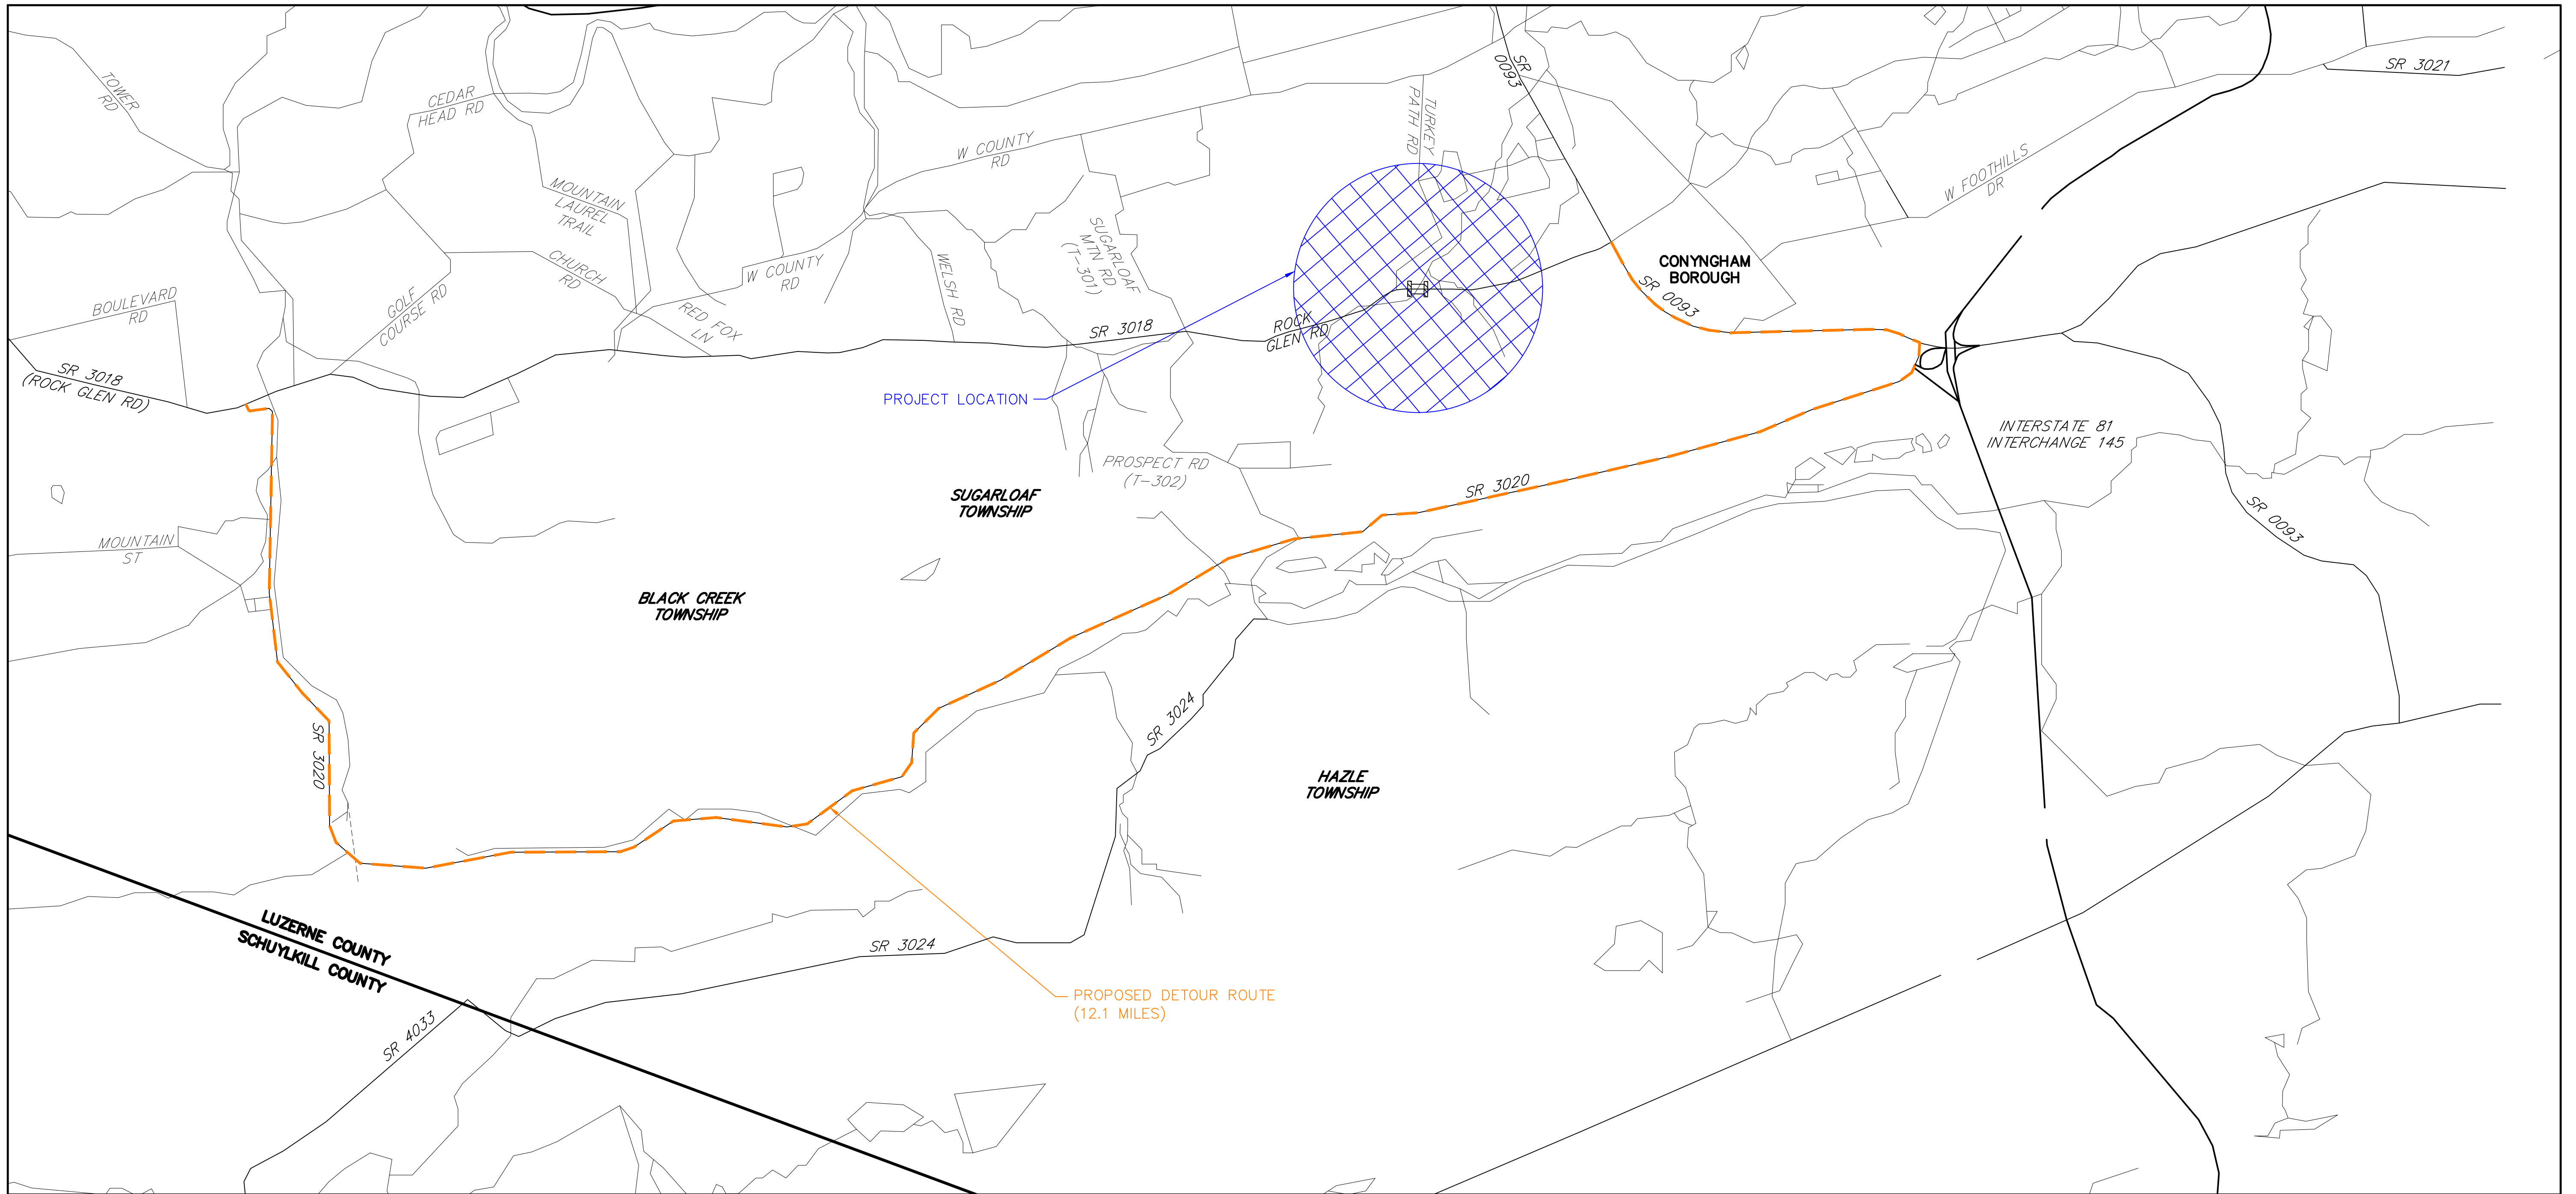 TOWER
RD
CEDAR
HEAD RD
W COUNTY
RD
SR
0093
TURKEY
PATH RD
SR 3021
W FOOTHILLS
DR
MOUNTAIN
LAUREL
TRAIL
SUGARLOAF
MTN RD
(T-301)
CHURCH
RD
W COUNTY
RD
WELSH RD
CONYNGHAM
BOROUGH
SR 0093
BOULEVARD
RD
GOLF
COURSE RD
RED FOX
LN
SR 3018
ROCK
GLEN RD
SR 3018
(ROCK GLEN RD)
PROJECT LOCATION
INTERSTATE 81
INTERCHANGE 145
PROSPECT RD
(T-302)
SR 3020
SUGARLOAF
TOWNSHIP
SR 0093
MOUNTAIN
ST
BLACK CREEK
TOWNSHIP
SR 3020
SR 3024
HAZLE
TOWNSHIP
LUZERNE COUNTY
SCHUYLKILL COUNTY
SR 3024
PROPOSED DETOUR ROUTE
(12.1 MILES)
SR 4033